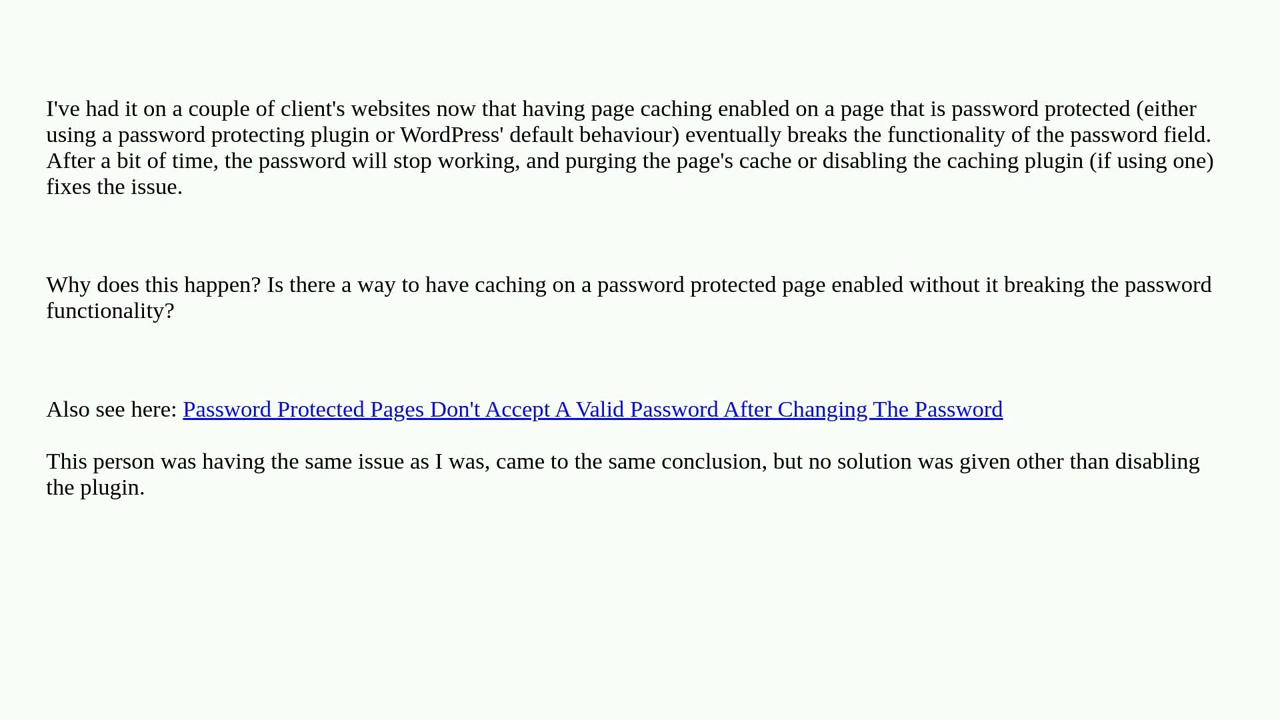 I've had it on a couple of client's websites now that having page caching enabled on a page that is password protected (either
using a password protecting plugin or WordPress' default behaviour) eventually breaks the functionality of the password field.
After a bit of time, the password will stop working, and purging the page's cache or disabling the caching plugin (if using one)
fixes the issue.
Why does this happen? Is there a way to have caching on a password protected page enabled without it breaking the password
functionality?
Also see here: Password Protected Pages Don't Accept A Valid Password After Changing The Password
This person was having the same issue as I was, came to the same conclusion, but no solution was given other than disabling
the plugin.